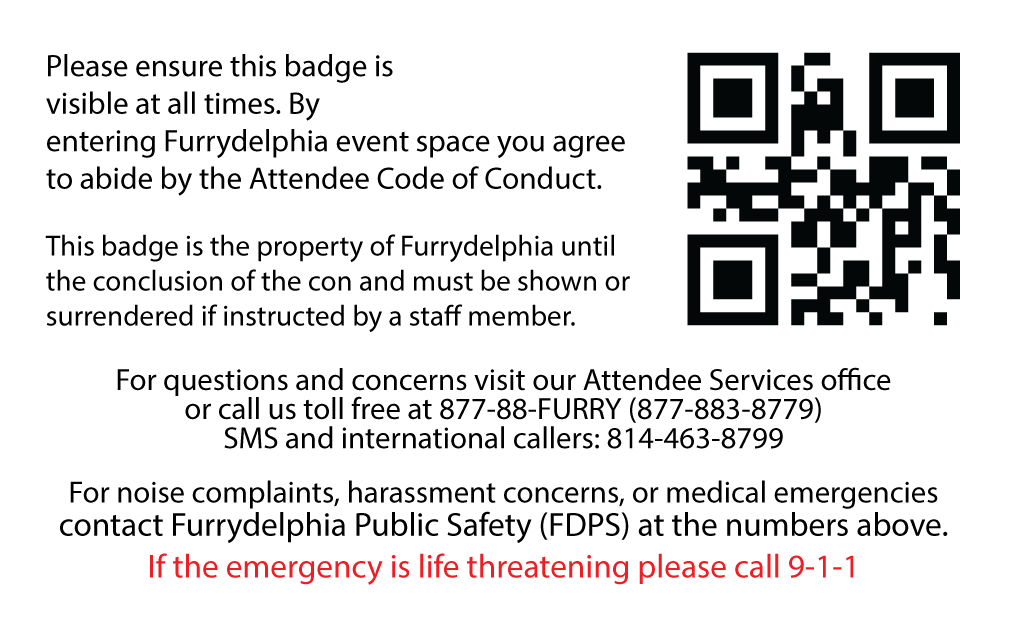 Please ensure this badge is
visible at all times. By
entering Furrydelphia event space you agree
to abide by the Attendee Code of Conduct.
This badge is the property of Furrydelphia until
the conclusion of the con and must be shown or
surrendered if instructed by a staff member.
For questions and concerns visit our Attendee Services office
or call us toll free at 877-88-FURRY (877-883-8779)
SMS and international callers: 814-463-8799
For noise complaints, harassment concerns, or medical emergencies
contact Furrydelphia Public Safety (FDPS) at the numbers above.
If the emergency is life threatening please call 9-1-1